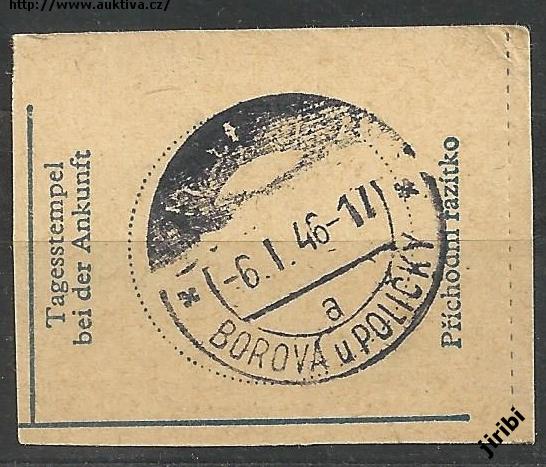 http://www.auktiva.cz/
Tagesstempel
bei der Ankunft
-6.I.46-17
a
BOROVÁ u POLIČKY
Příchodní razítko
jiribi